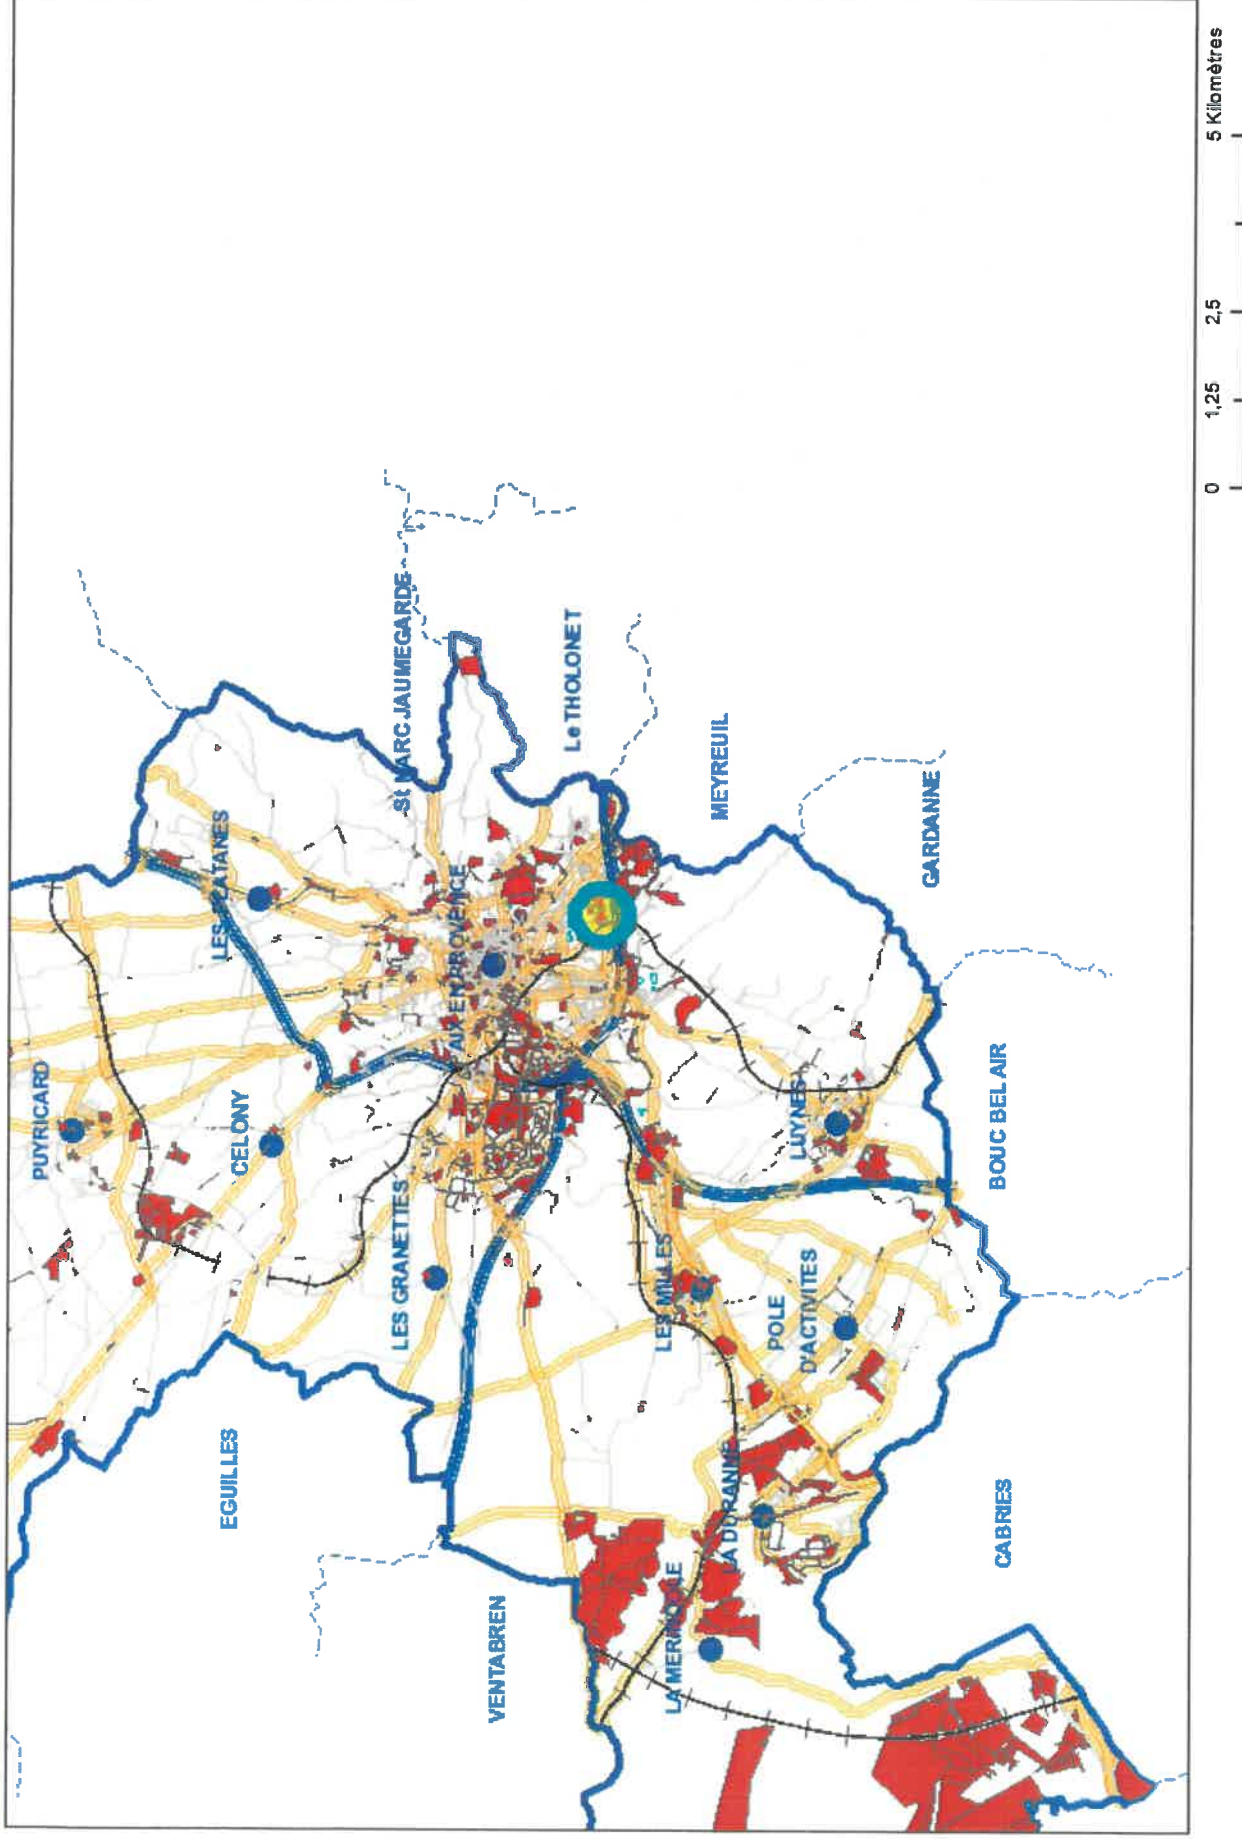 PUYRICARD
LES PLATANES
CELONY
EGUILLES
St MARC JAUMEGARDE
AIX EN PROVENCE
LES GRANETTES
Le THOLONET
VENTABREN
MEYREUIL
LES MILLES
LA MERINDOLE
LUYNES
POLE
D'ACTIVITES
LA DURANNE
GARDANNE
BOUC BEL AIR
CABRIES
0 1,25 2,5 5 Kilomètres